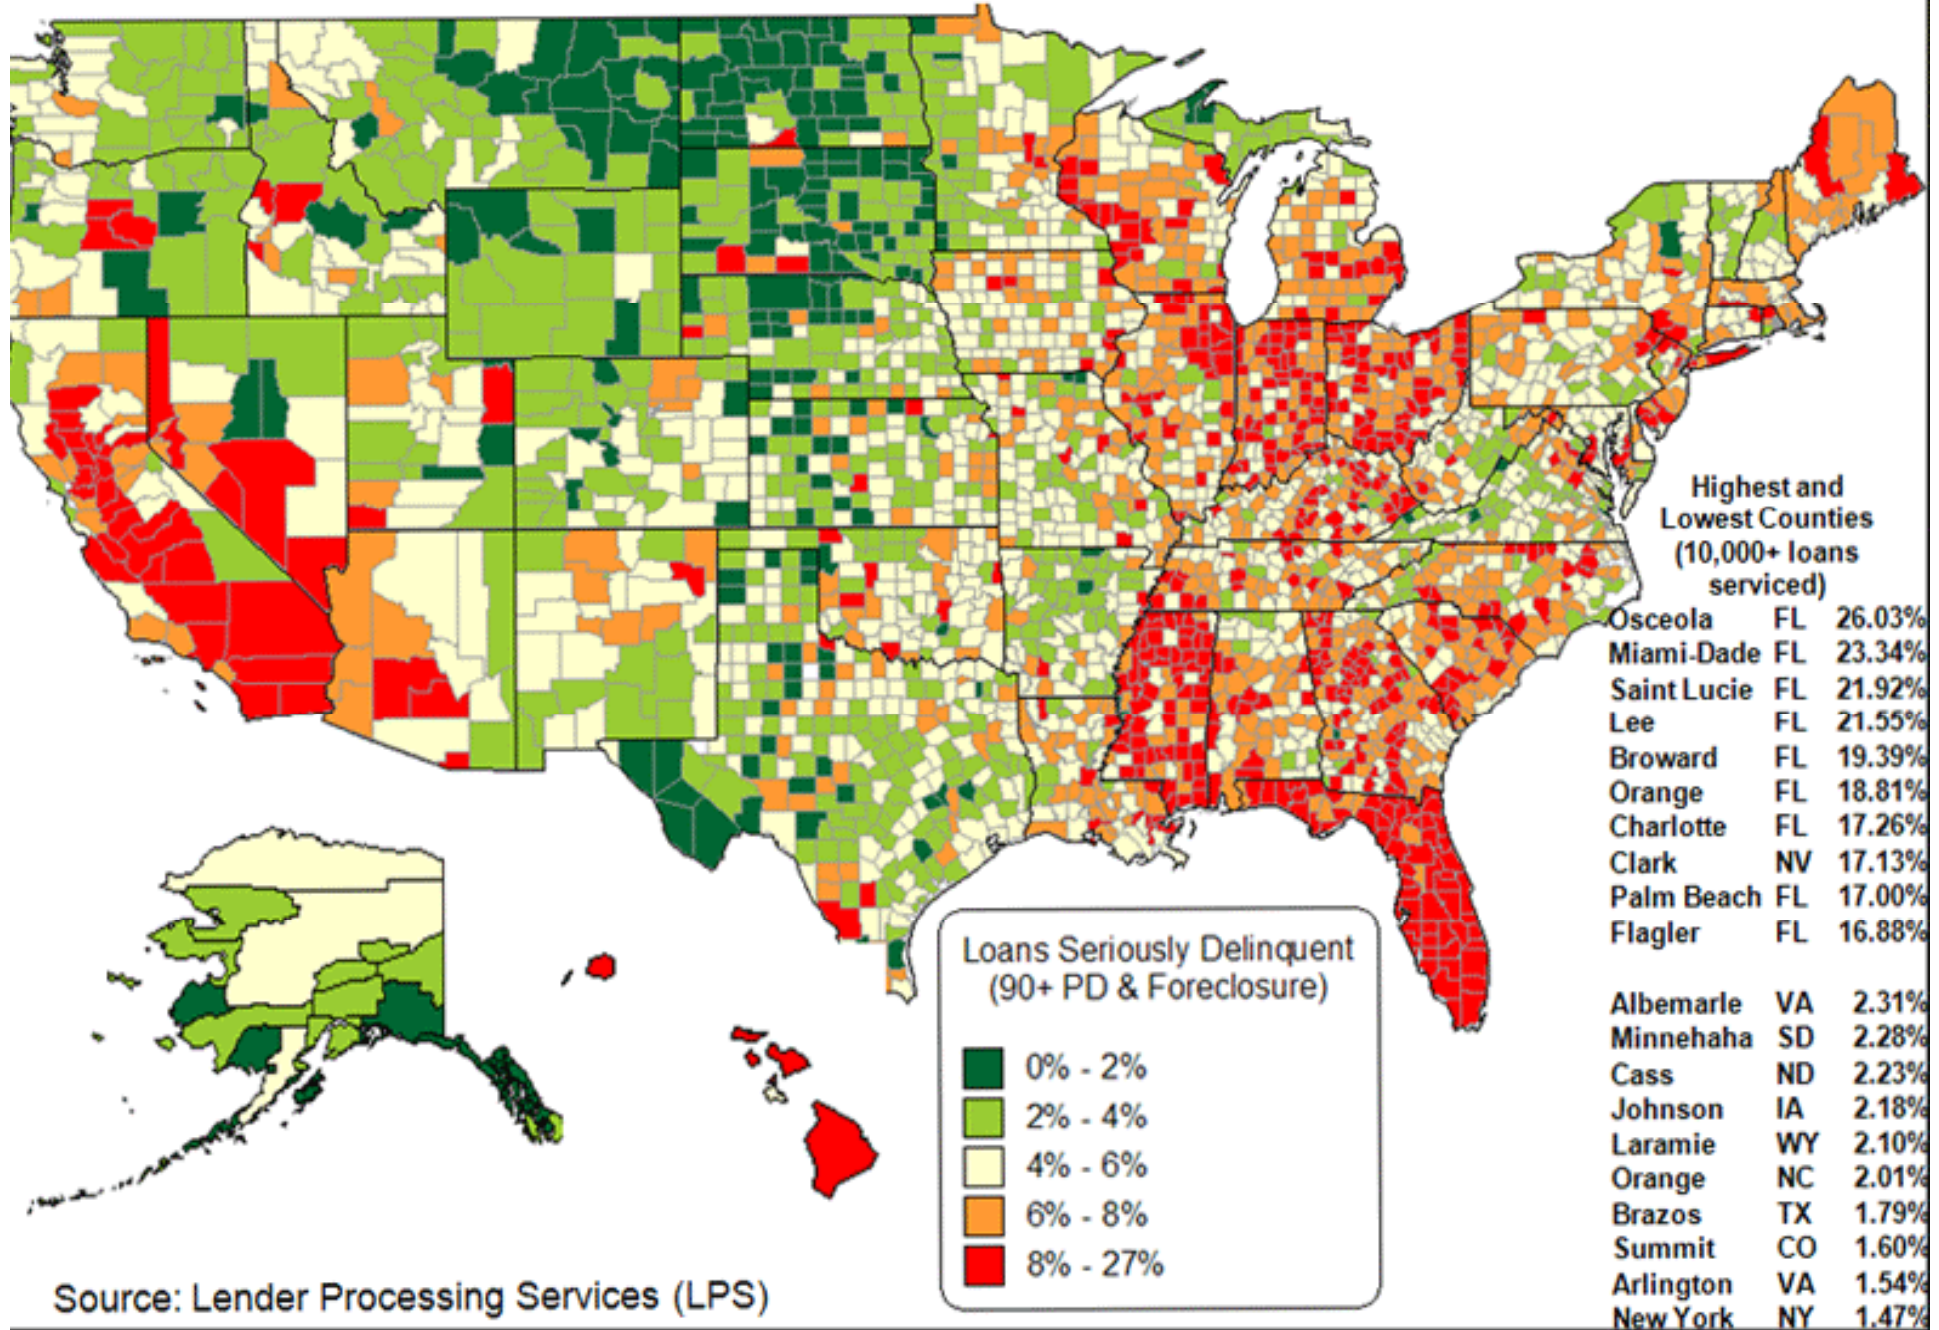 Highest and
Lowest Counties
(10,000+ loans
serviced)
Osceola FL 26.03%
Miami-Dade FL 23.34%
Saint Lucie FL 21.92%
Lee FL 21.55%
Broward FL 19.39%
Orange FL 18.81%
Charlotte FL 17.26%
Clark NV 17.13%
Palm Beach FL 17.00%
Flagler FL 16.88%
Albemarle VA 2.31%
Minnehaha SD 2.28%
Cass ND 2.23%
Johnson IA 2.18%
Laramie WY 2.10%
Orange NC 2.01%
Brazos TX 1.79%
Summit CO 1.60%
Arlington VA 1.54%
New York NY 1.47%
Loans Seriously Delinquent
(90+ PD & Foreclosure)
0% - 2%
2% - 4%
4% - 6%
6% - 8%
8% - 27%
Source: Lender Processing Services (LPS)